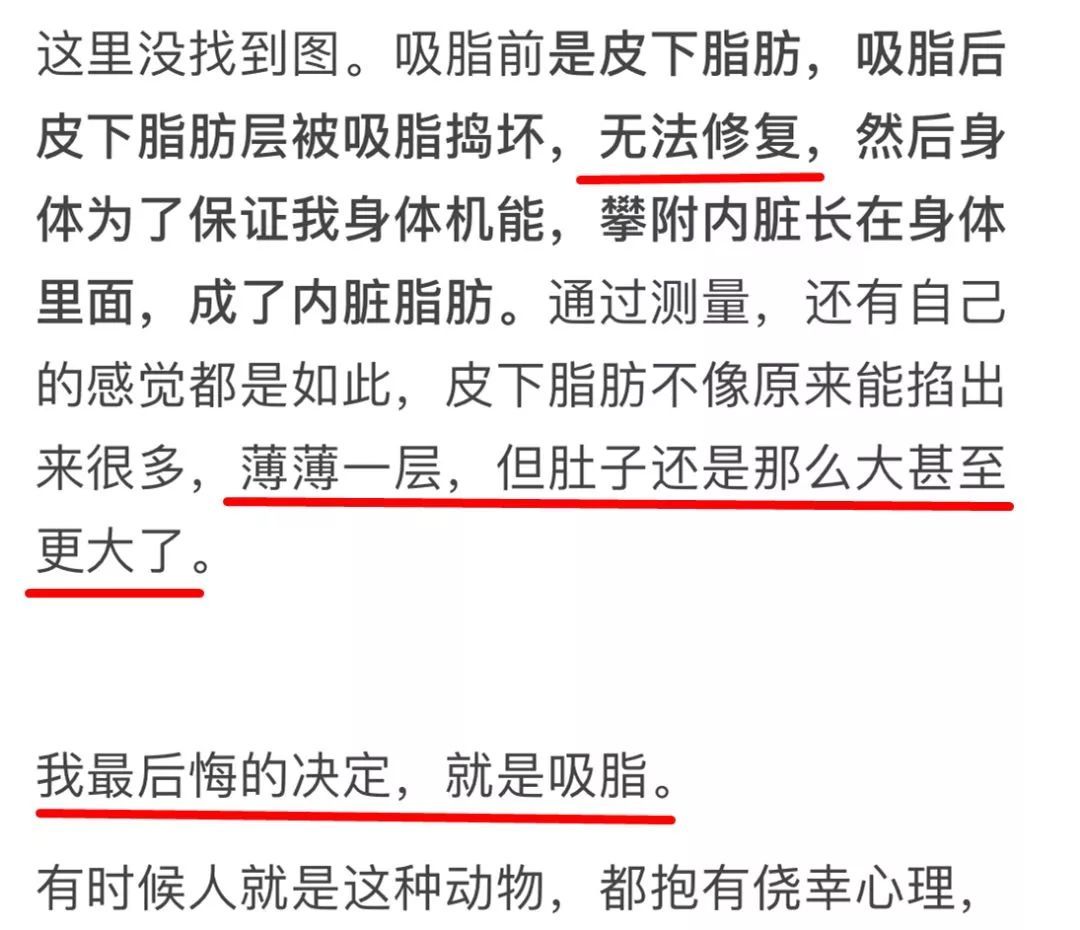 这里没找到图。吸脂前是皮下脂肪，吸脂后
皮下脂肪层被吸脂捣坏，无法修复，然后身
体为了保证我身体机能，攀附内脏长在身体
里面，成了内脏脂肪。通过测量，还有自己
的感觉都是如此，皮下脂肪不像原来能掐出
来很多，薄薄一层，但肚子还是那么大甚至
更大了。
我最后悔的决定，就是吸脂。
有时候人就是这种动物，都抱有侥幸心理，